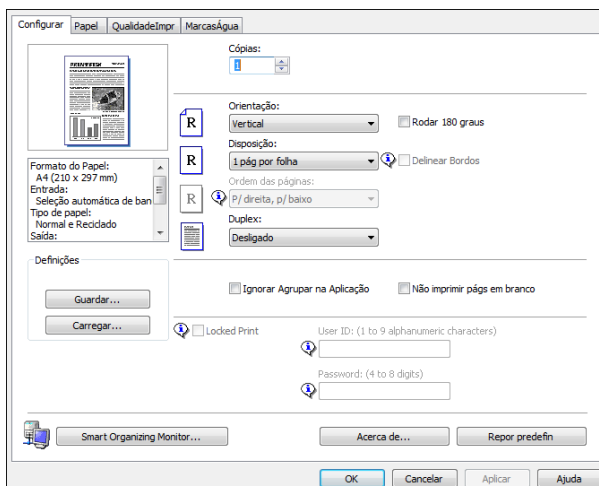 Configurar Papel QualidadeImpr MarcasÁgua
Cópias:
1
Orientação:
R Vertical Rodar 180 graus
Disposição:
R 1 pág por folha Delinear Bordos
Ordem das páginas:
R P/ direita, p/ baixo
Duplex:
Desligado
Formato do Papel:
A4 (210 x 297 mm)
Entrada:
Seleção automática de ban
Tipo de papel:
Normal e Reciclado
Saída:
Definições
Guardar...
Carregar...
Ignorar Agrupar na Aplicação Não imprimir págs em branco
Locked Print User ID: (1 to 9 alphanumeric characters)
Password: (4 to 8 digits)
Smart Organizing Monitor... Acerca de... Repor predefin
OK Cancelar Aplicar Ajuda